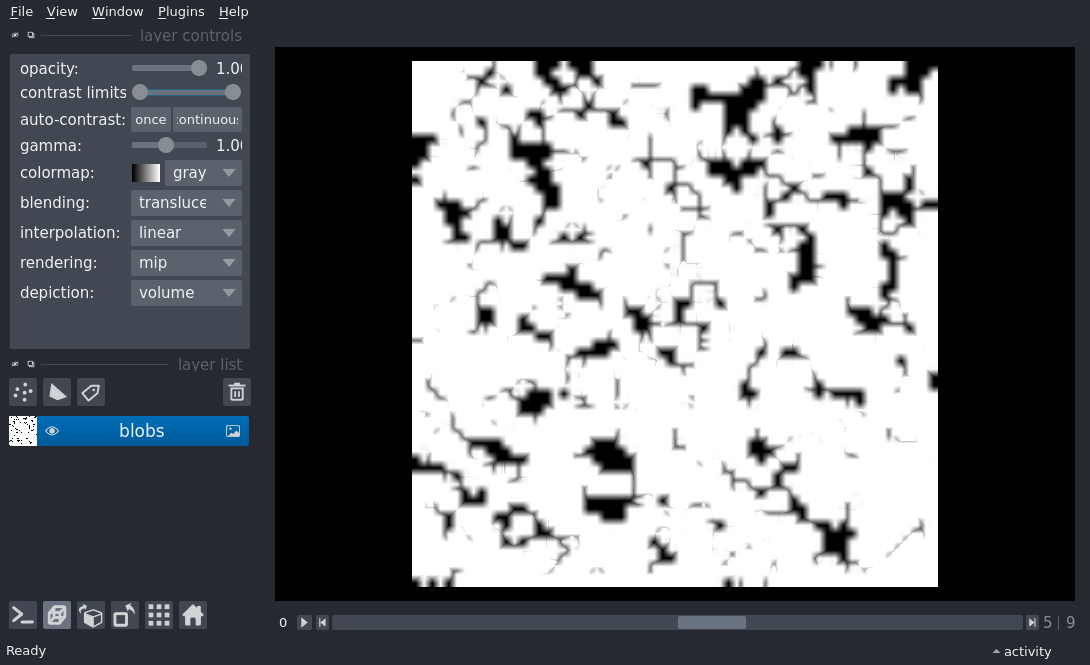 File View Window Plugins Help
layer controls
opacity: 1.00
contrast limits
auto-contrast: once continuous
gamma: 1.00
colormap: gray
blending: transluce
interpolation: linear
rendering: mip
depiction: volume
layer list
blobs
0 5 | 9
Ready activity